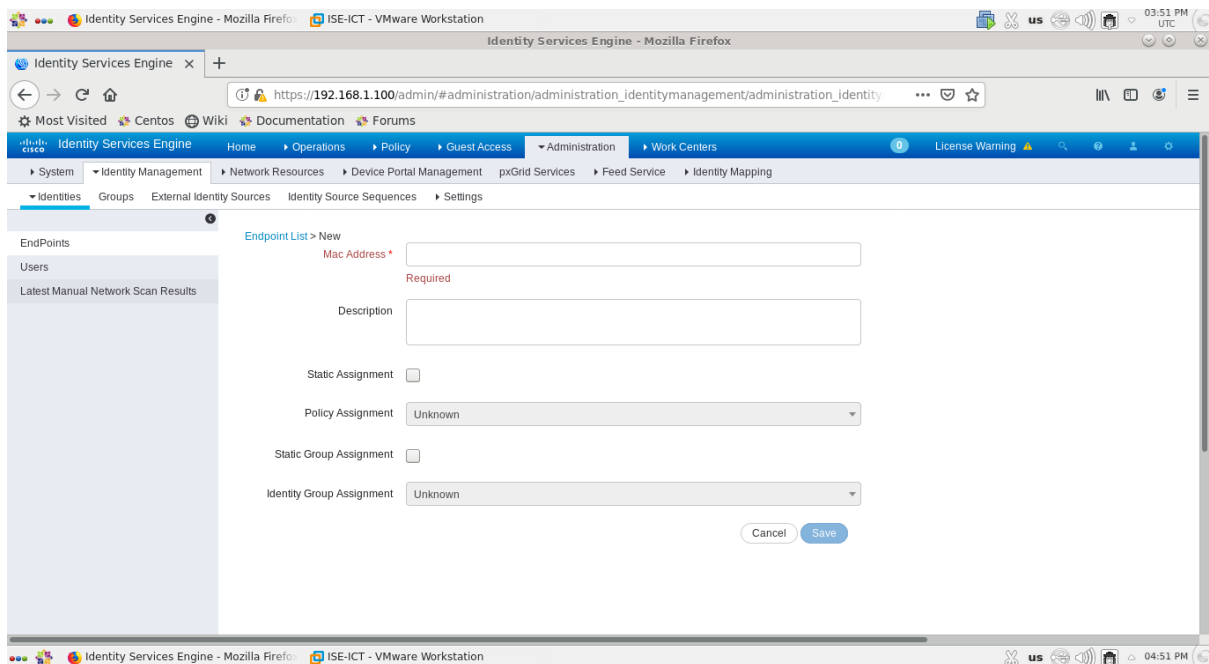 Identity Services Engine - Mozilla Firefo ISE-ICT - VMware Workstation us 03:51 PM
UTC
Identity Services Engine - Mozilla Firefox
Identity Services Engine
https://192.168.1.100/admin/#administration/administration_identitymanagement/administration_identity
Most Visited Centos Wiki Documentation Forums
cisco Identity Services Engine Home Operations Policy Guest Access Administration Work Centers 0 License Warning
System Identity Management Network Resources Device Portal Management pxGrid Services Feed Service Identity Mapping
Identities Groups External Identity Sources Identity Source Sequences Settings
Endpoint List > New
EndPoints
Mac Address *
Users
Required
Latest Manual Network Scan Results
Description
Static Assignment
Policy Assignment Unknown
Static Group Assignment
Identity Group Assignment Unknown
Cancel Save
Identity Services Engine - Mozilla Firefo ISE-ICT - VMware Workstation us 04:51 PM